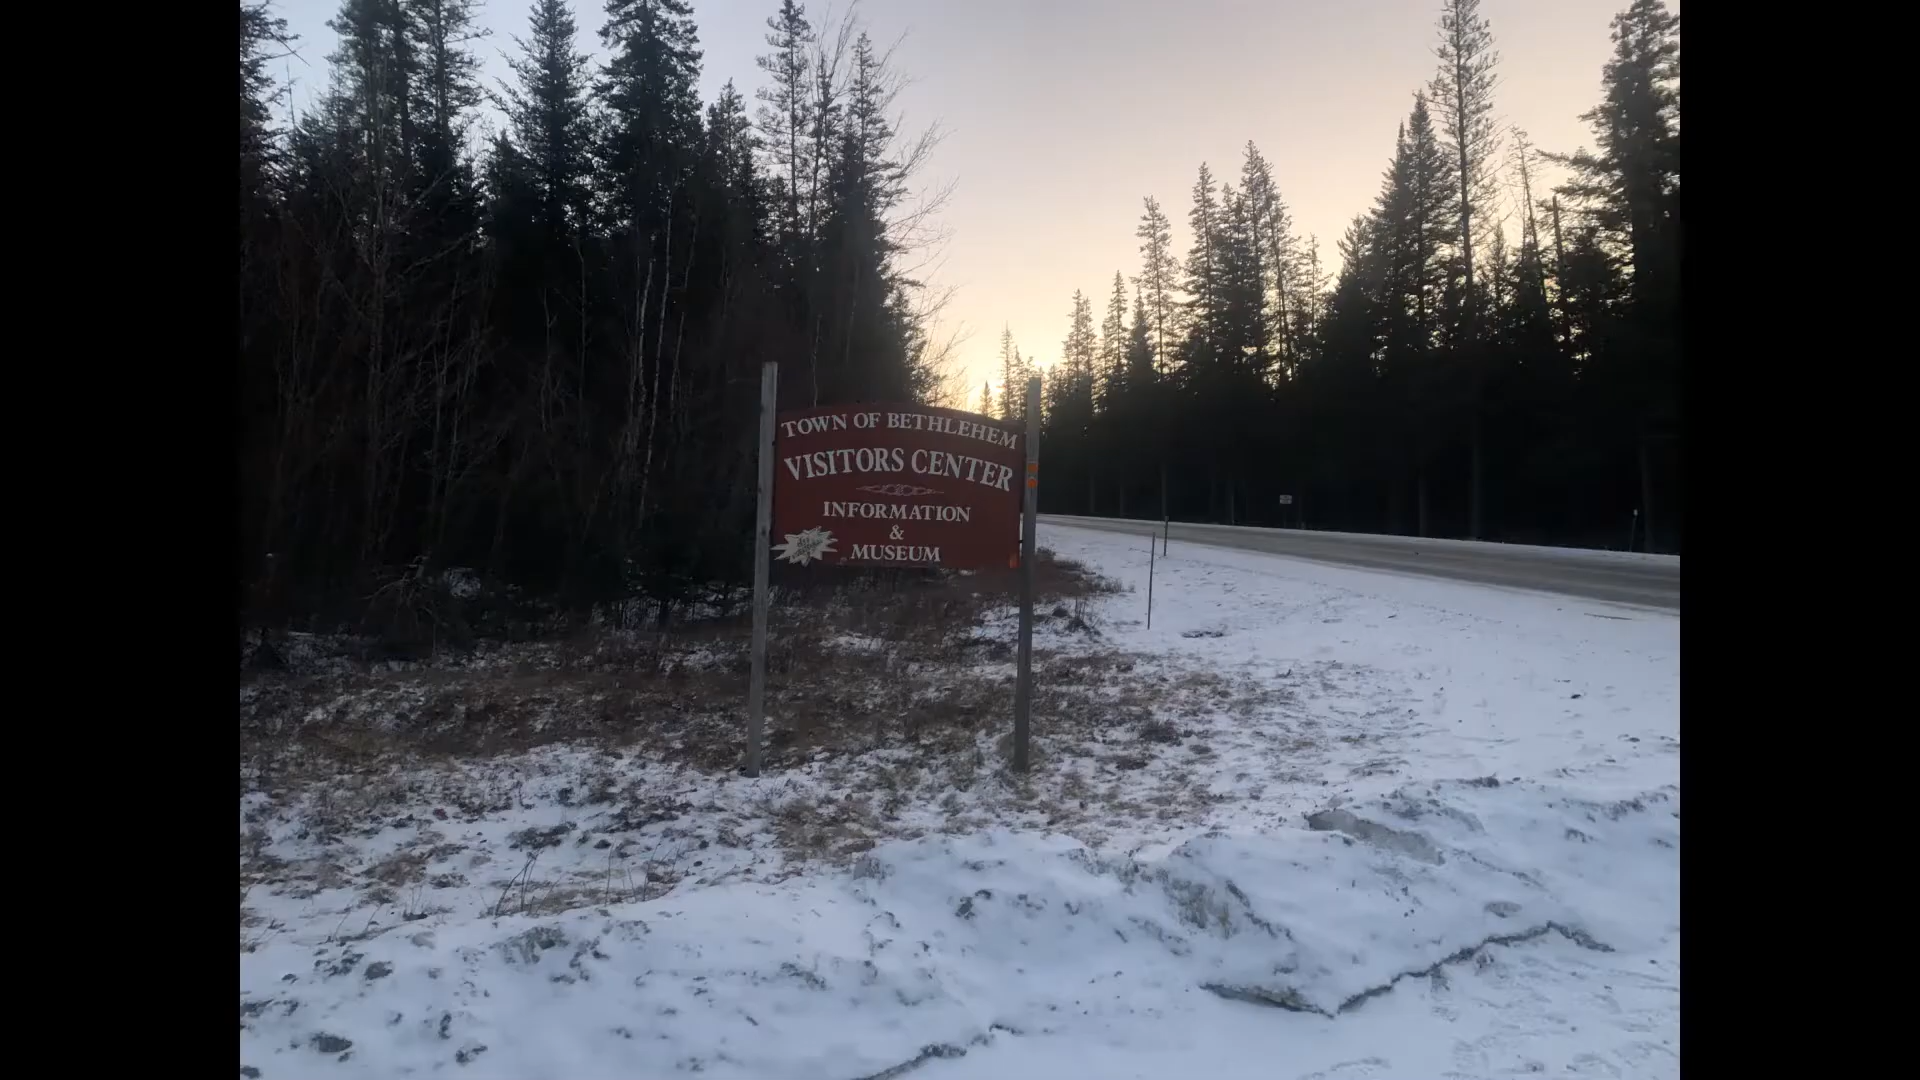 TOWN OF BETHLEHEM
VISITORS CENTER
INFORMATION
&
MUSEUM